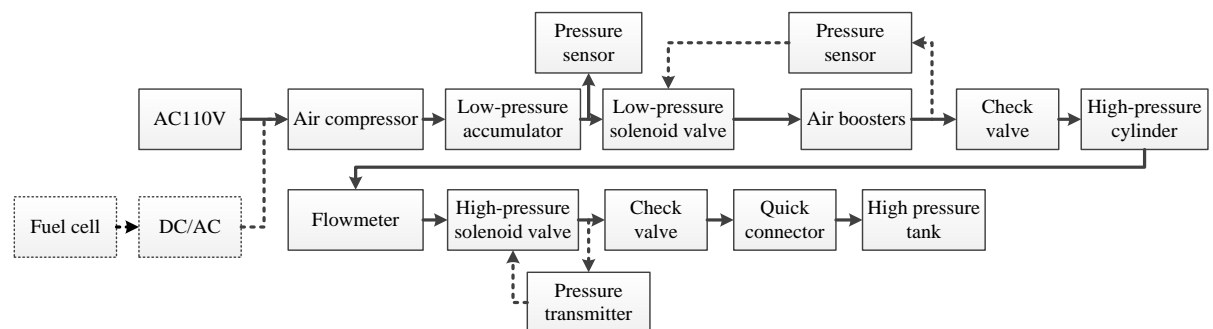 Pressure
sensor
Pressure
sensor
AC110V
Air compressor
Low-pressure
accumulator
Low-pressure
solenoid valve
Air boosters
Check
valve
High-pressure
cylinder
Fuel cell
DC/AC
Flowmeter
High-pressure
solenoid valve
Check
valve
Quick
connector
High pressure
tank
Pressure
transmitter